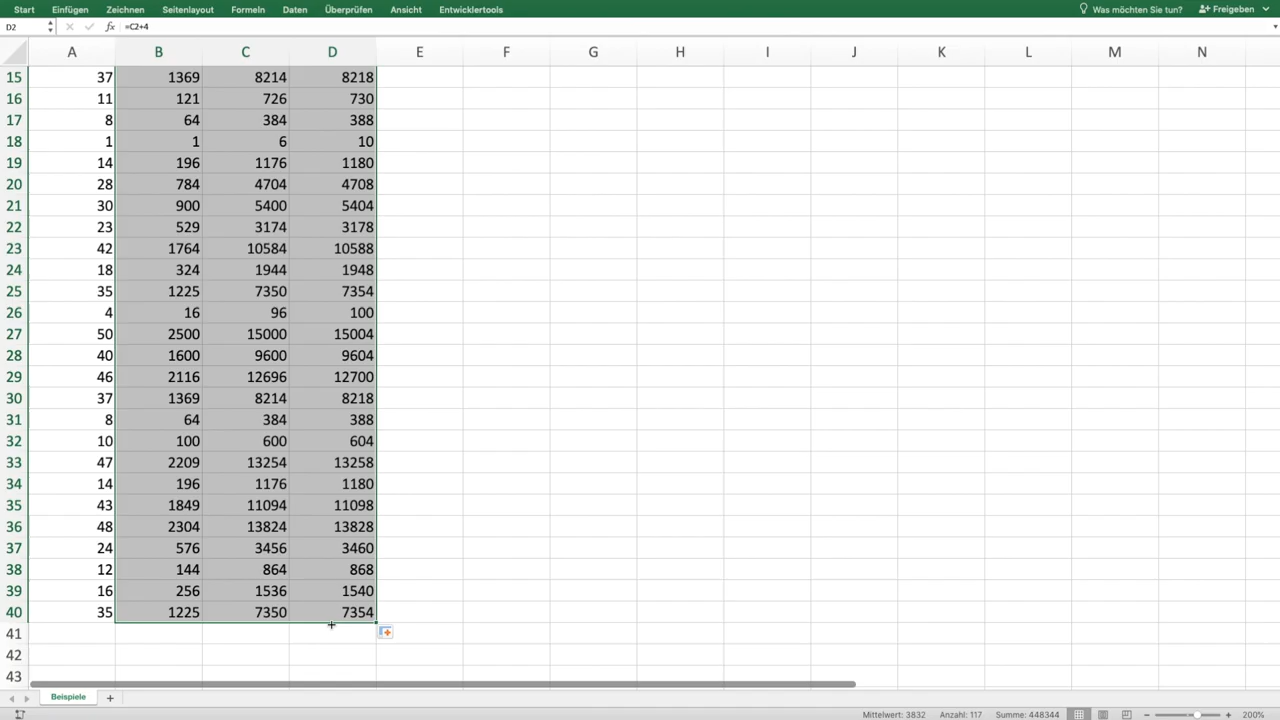 Start Einfügen Zeichnen Seitenlayout Formeln Daten Überprüfen Ansicht Entwicklertools Was möchten Sie tun? Freigeben
D2 fx =C2+4
A B C D E F G H I J K L M N
15 37 1369 8214 8218
16 11 121 726 730
17 8 64 384 388
18 1 1 6 10
19 14 196 1176 1180
20 28 784 4704 4708
21 30 900 5400 5404
22 23 529 3174 3178
23 42 1764 10584 10588
24 18 324 1944 1948
25 35 1225 7350 7354
26 4 16 96 100
27 50 2500 15000 15004
28 40 1600 9600 9604
29 46 2116 12696 12700
30 37 1369 8214 8218
31 8 64 384 388
32 10 100 600 604
33 47 2209 13254 13258
34 14 196 1176 1180
35 43 1849 11094 11098
36 48 2304 13824 13828
37 24 576 3456 3460
38 12 144 864 868
39 16 256 1536 1540
40 35 1225 7350 7354
41
42
43
Beispiele +
Mittelwert: 3832 Anzahl: 117 Summe: 448344 200%